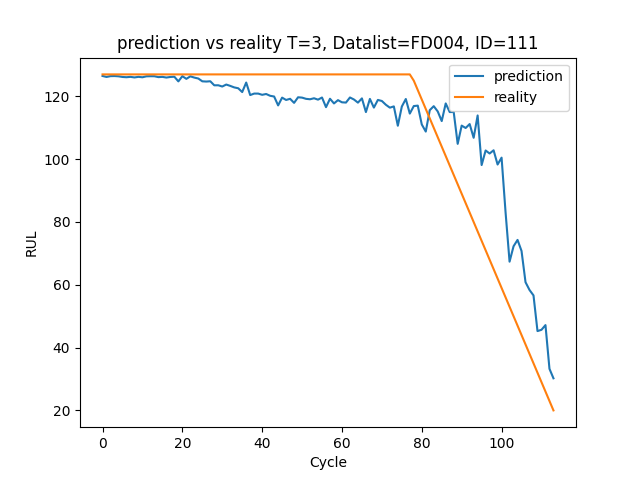 prediction vs reality T=3, Datalist=FD004, ID=111
prediction
reality
120
100
80
60
40
20
RUL
0 20 40 60 80 100
Cycle